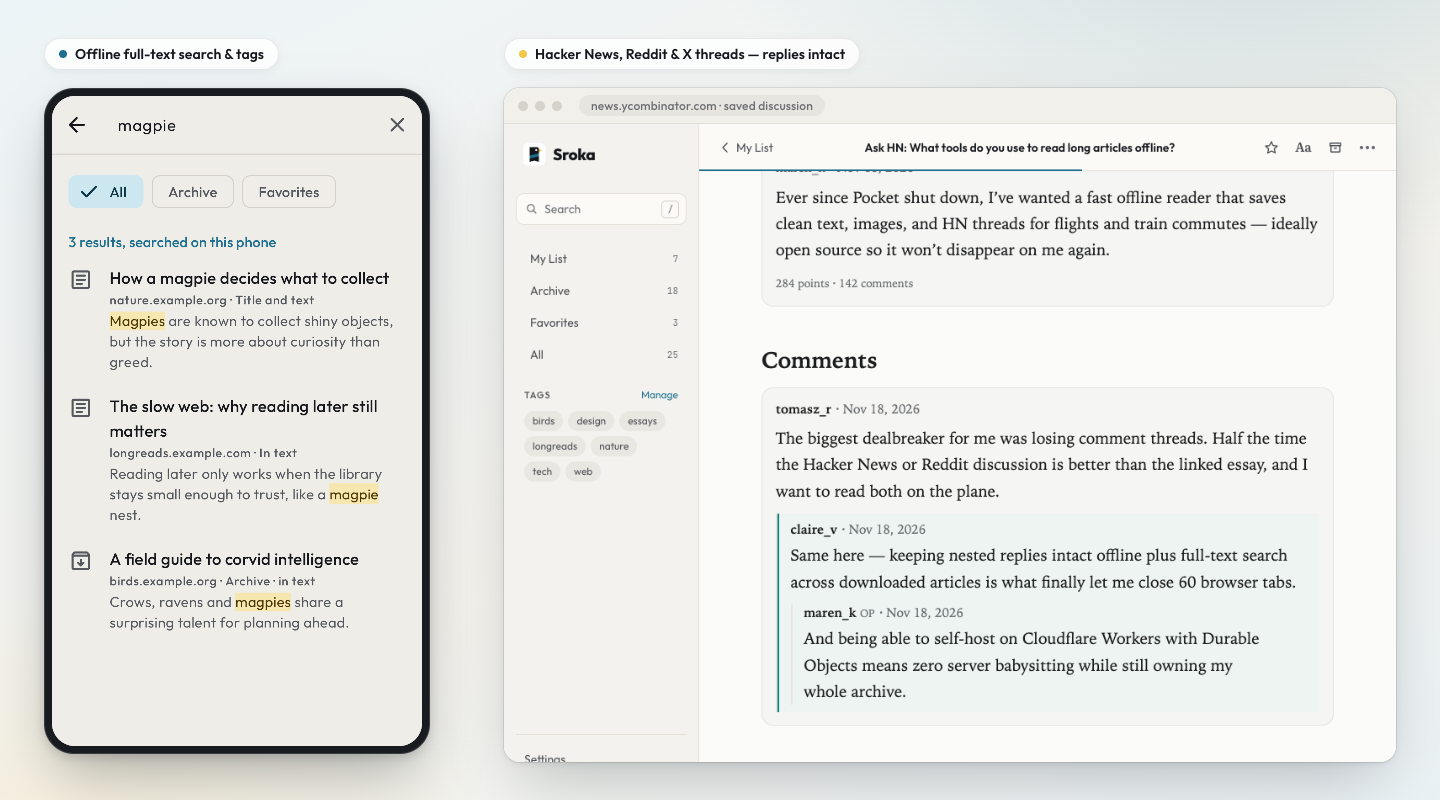 Offline full-text search & tags
magpie
All
Archive
Favorites
3 results, searched on this phone
How a magpie decides what to collect
nature.example.org · Title and text
Magpies are known to collect shiny objects,
but the story is more about curiosity than
greed.
The slow web: why reading later still
matters
longreads.example.com · In text
Reading later only works when the library
stays small enough to trust, like a magpie
nest.
A field guide to corvid intelligence
birds.example.org · Archive · in text
Crows, ravens and magpies share a
surprising talent for planning ahead.
Hacker News, Reddit & X threads — replies intact
news.ycombinator.com · saved discussion
Sroka
Search /
My List 7
Archive 18
Favorites 3
All 25
TAGS Manage
birds design essays
longreads nature
tech web
Settings
My List
Ask HN: What tools do you use to read long articles offline?
Aa
Ever since Pocket shut down, I’ve wanted a fast offline reader that saves
clean text, images, and HN threads for flights and train commutes — ideally
open source so it won’t disappear on me again.
284 points · 142 comments
Comments
tomasz_r · Nov 18, 2026
The biggest dealbreaker for me was losing comment threads. Half the time
the Hacker News or Reddit discussion is better than the linked essay, and I
want to read both on the plane.
claire_v · Nov 18, 2026
Same here — keeping nested replies intact offline plus full-text search
across downloaded articles is what finally let me close 60 browser tabs.
maren_k OP · Nov 18, 2026
And being able to self-host on Cloudflare Workers with Durable
Objects means zero server babysitting while still owning my
whole archive.